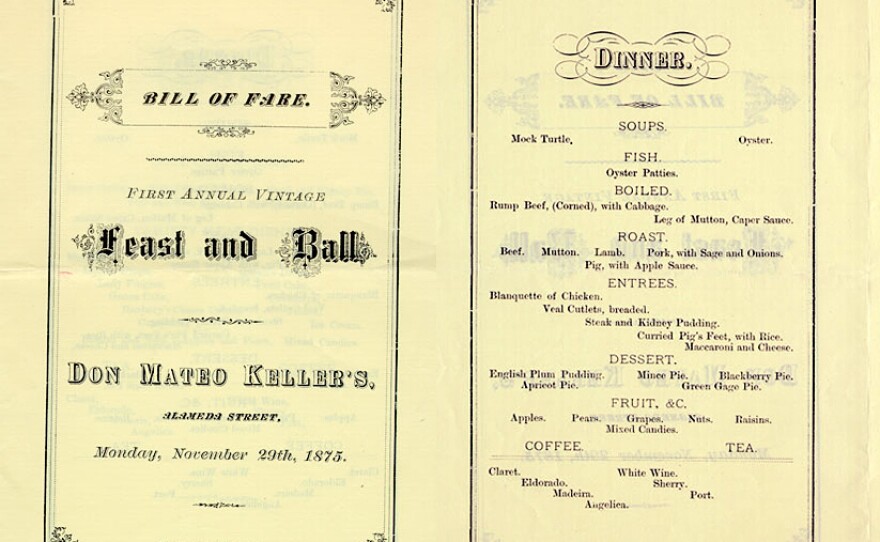 BILL OF FARE.
FIRST ANNUAL VINTAGE
Feast and Ball,
DON MATEO KELLER'S,
ALAMEDA STREET,
Monday, November 29th, 1875.
DINNER.
SOUPS.
Mock Turtle, Oyster.
FISH.
Oyster Patties.
BOILED.
Rump Beef, (Corned), with Cabbage.
Leg of Mutton, Caper Sauce.
ROAST.
Beef. Mutton. Lamb. Pork, with Sage and Onions.
Pig, with Apple Sauce.
ENTREES.
Blanquette of Chicken.
Veal Cutlets, breaded.
Steak and Kidney Pudding.
Curried Pig's Feet, with Rice.
Maccaroni and Cheese.
DESSERT.
English Plum Pudding. Mince Pie. Blackberry Pie.
Apricot Pie. Green Gage Pie.
FRUIT, &C.
Apples. Pears. Grapes. Nuts. Raisins.
Mixed Candies.
COFFEE. TEA.
Claret. White Wine.
Eldorado. Sherry.
Madeira. Port.
Angelica.